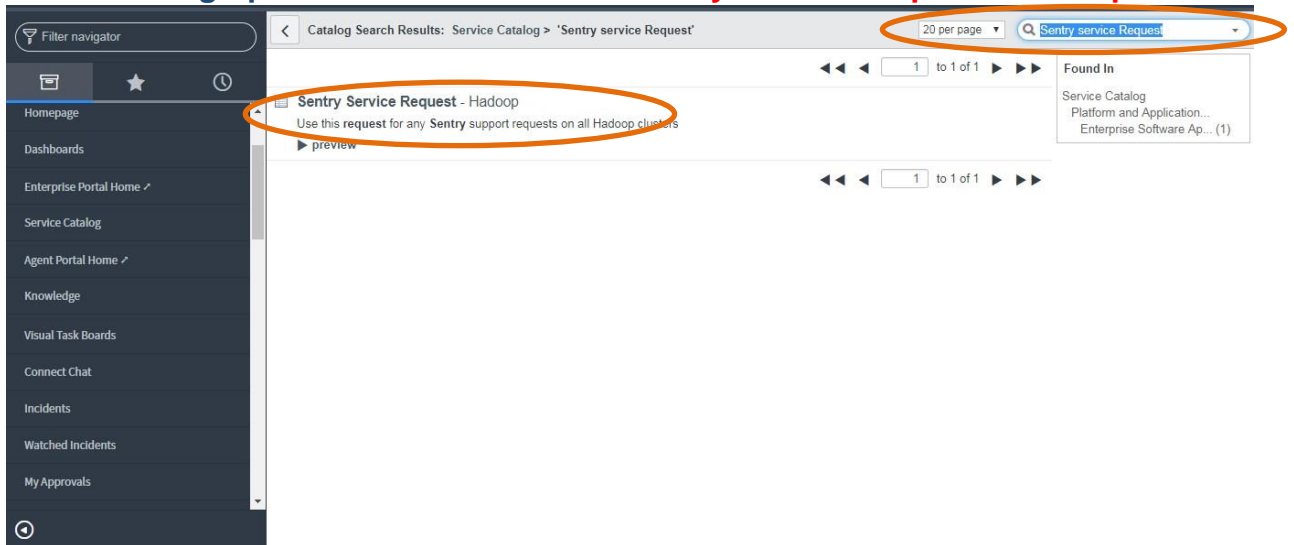 Filter navigator
Catalog Search Results: Service Catalog > 'Sentry service Request'
20 per page
Sentry service Request
1 to 1 of 1
Found In
Service Catalog
Platform and Application...
Enterprise Software Ap... (1)
Sentry Service Request - Hadoop
Use this request for any Sentry support requests on all Hadoop clusters
preview
1 to 1 of 1
Homepage
Dashboards
Enterprise Portal Home
Service Catalog
Agent Portal Home
Knowledge
Visual Task Boards
Connect Chat
Incidents
Watched Incidents
My Approvals